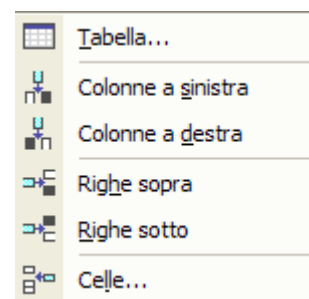 Tabella...
Colonne a sinistra
Colonne a destra
Righe sopra
Righe sotto
Celle...